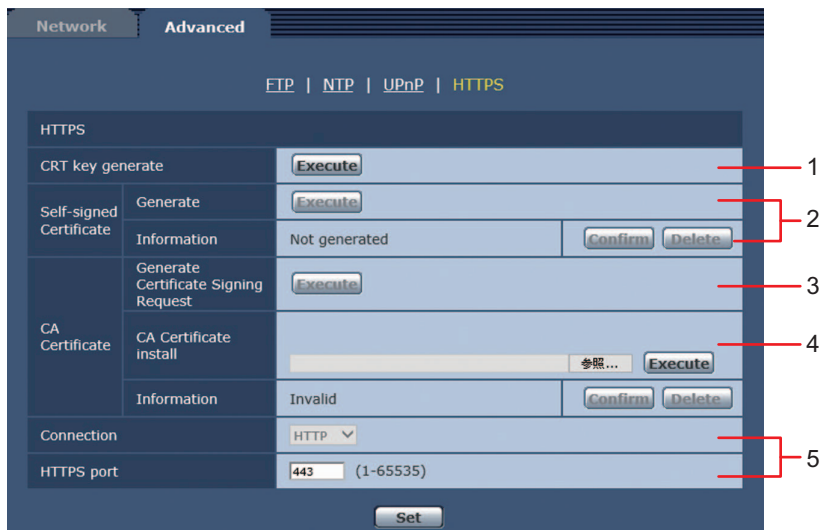 Network Advanced
FTP | NTP | UPnP | HTTPS
HTTPS
CRT key generate Execute 1
Self-signed Certificate Generate Execute 2
Information Not generated Confirm Delete
CA Certificate Generate Certificate Signing Request Execute 3
CA Certificate install 参照... Execute 4
Information Invalid Confirm Delete
Connection HTTP 5
HTTPS port 443 (1-65535)
Set